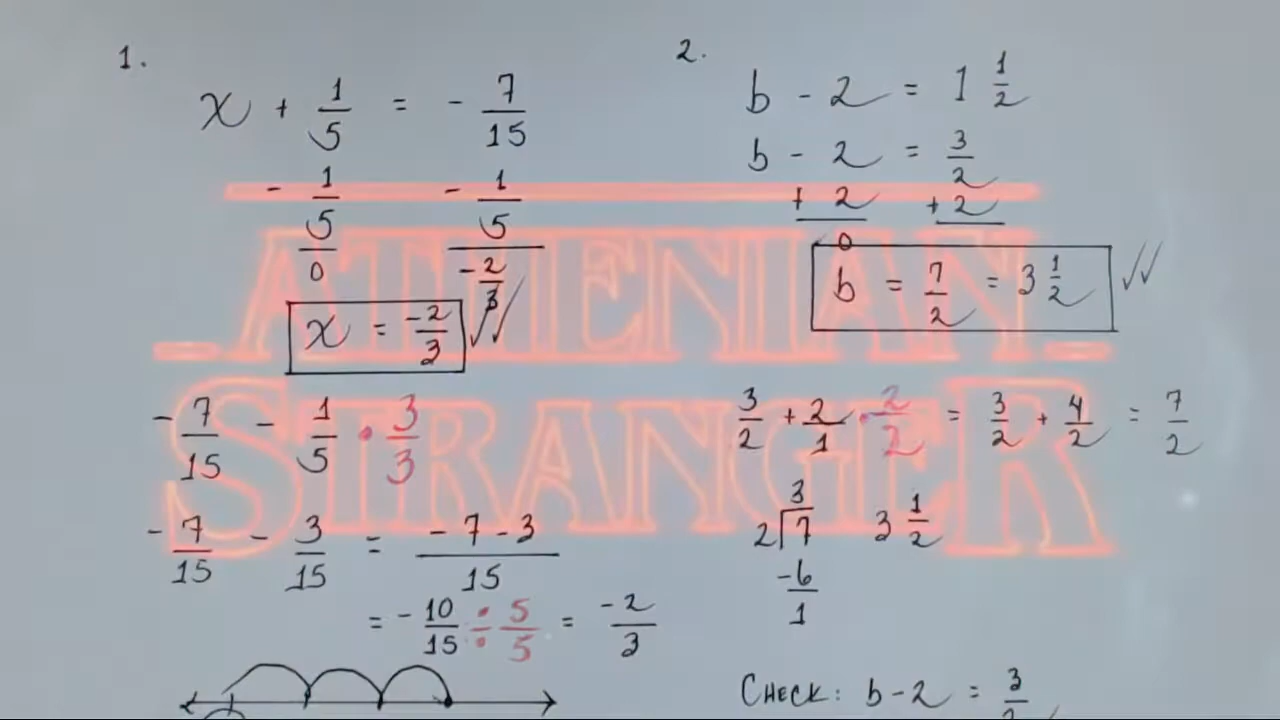 1.
x + 1/5 = - 7/15
- 1/5 - 1/5
0 -2/3
x = -2/3
- 7/15 - 1/5 · 3/3
- 7/15 - 3/15 = -7-3/15
= - 10/15 ÷ 5/5 = -2/3
2.
b - 2 = 1 1/2
b - 2 = 3/2
+ 2 + 2
0
b = 7/2 = 3 1/2
3/2 + 2/1 · 2/2 = 3/2 + 4/2 = 7/2
3
2 7 3 1/2
-6
1
CHECK: b - 2 = 3/2
ATHENIAN
STRANGER